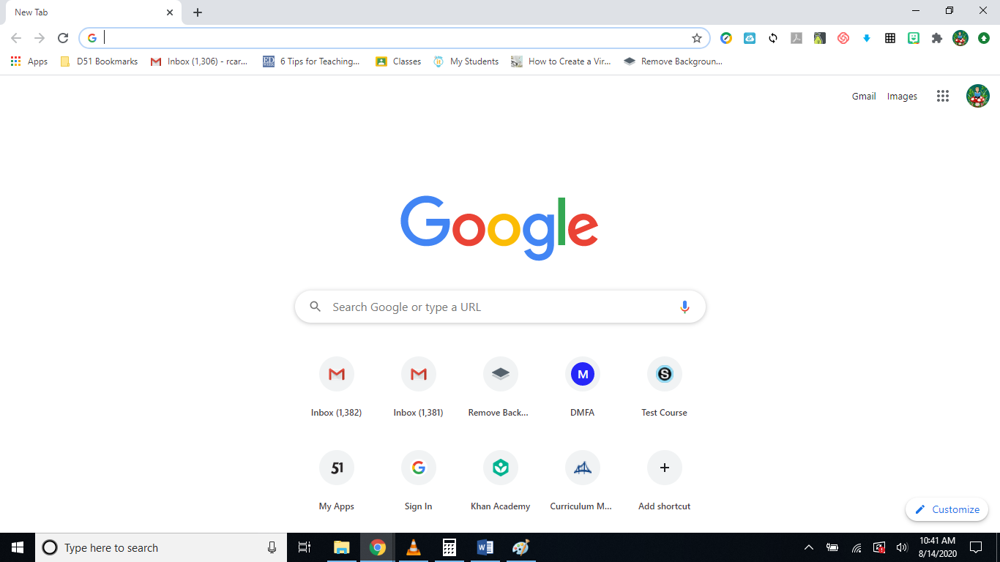 New Tab
Apps D51 Bookmarks Inbox (1,306) - rcar... 6 Tips for Teaching... Classes My Students How to Create a Vir... Remove Backgroun...
Gmail Images
Google
Search Google or type a URL
M S
Inbox (1,382) Inbox (1,381) Remove Back... DMFA Test Course
51
My Apps Sign In Khan Academy Curriculum M... Add shortcut
Customize
Type here to search
10:41 AM
8/14/2020